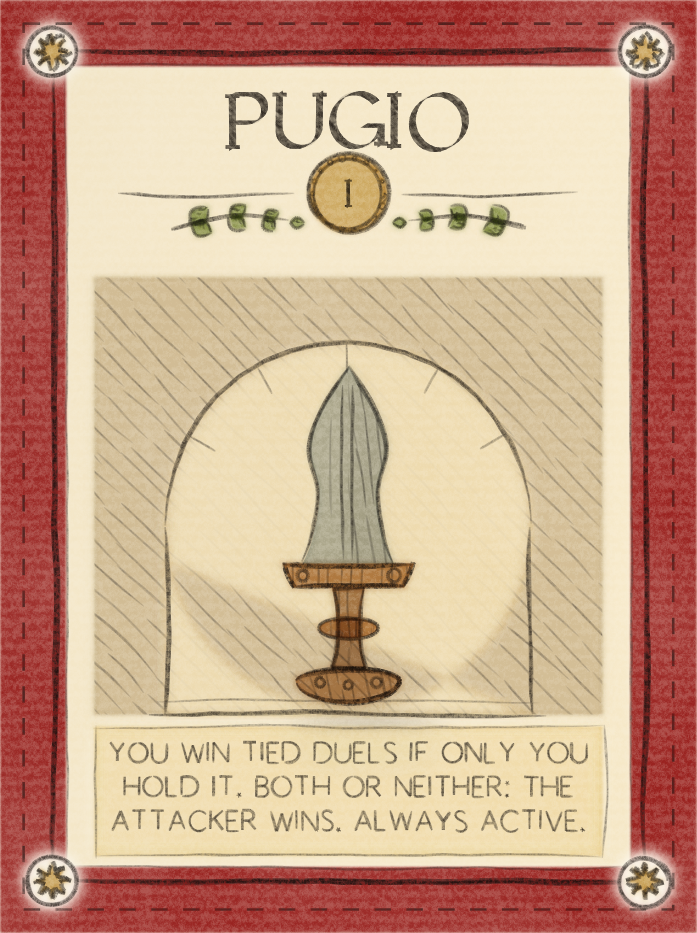 PUGIO
I
YOU WIN TIED DUELS IF ONLY YOU
HOLD IT. BOTH OR NEITHER: THE
ATTACKER WINS. ALWAYS ACTIVE.